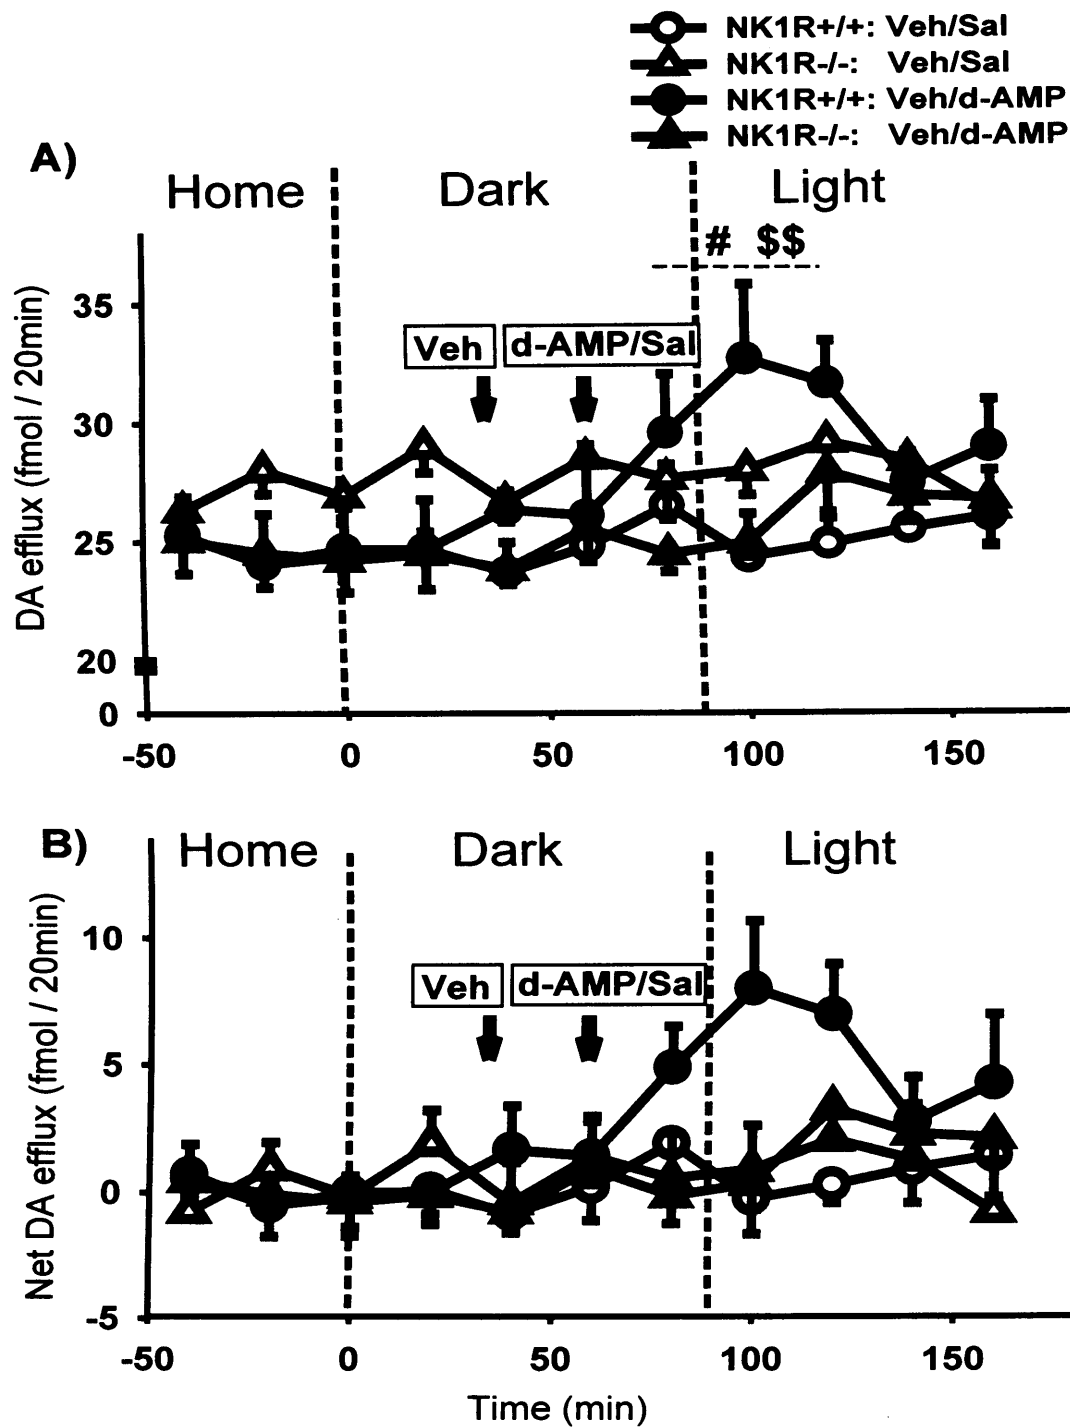 NK1R+/+: Veh/Sal
NK1R-/-: Veh/Sal
NK1R+/+: Veh/d-AMP
NK1R-/-: Veh/d-AMP
A)
Home Dark Light
# $$
Veh d-AMP/Sal
DA efflux (fmol / 20min)
35
30
25
20
0
-50 0 50 100 150
B)
Home Dark Light
Veh d-AMP/Sal
Net DA efflux (fmol / 20min)
10
5
0
-5
-50 0 50 100 150
Time (min)